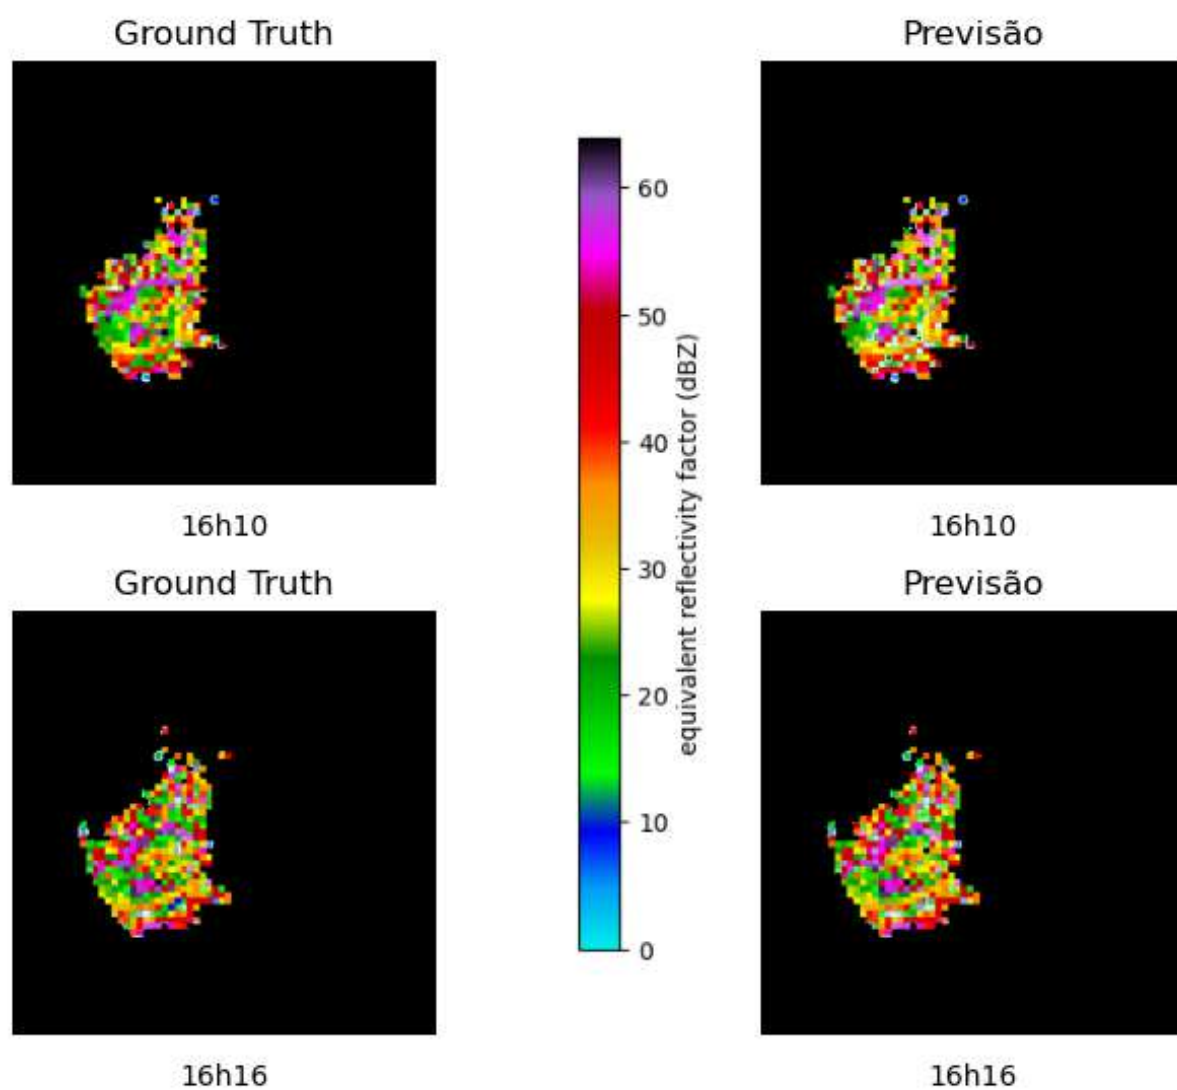 Ground Truth
Previsão
60
50
40
30
20
10
0
equivalent reflectivity factor (dBZ)
16h10
16h10
Ground Truth
Previsão
16h16
16h16